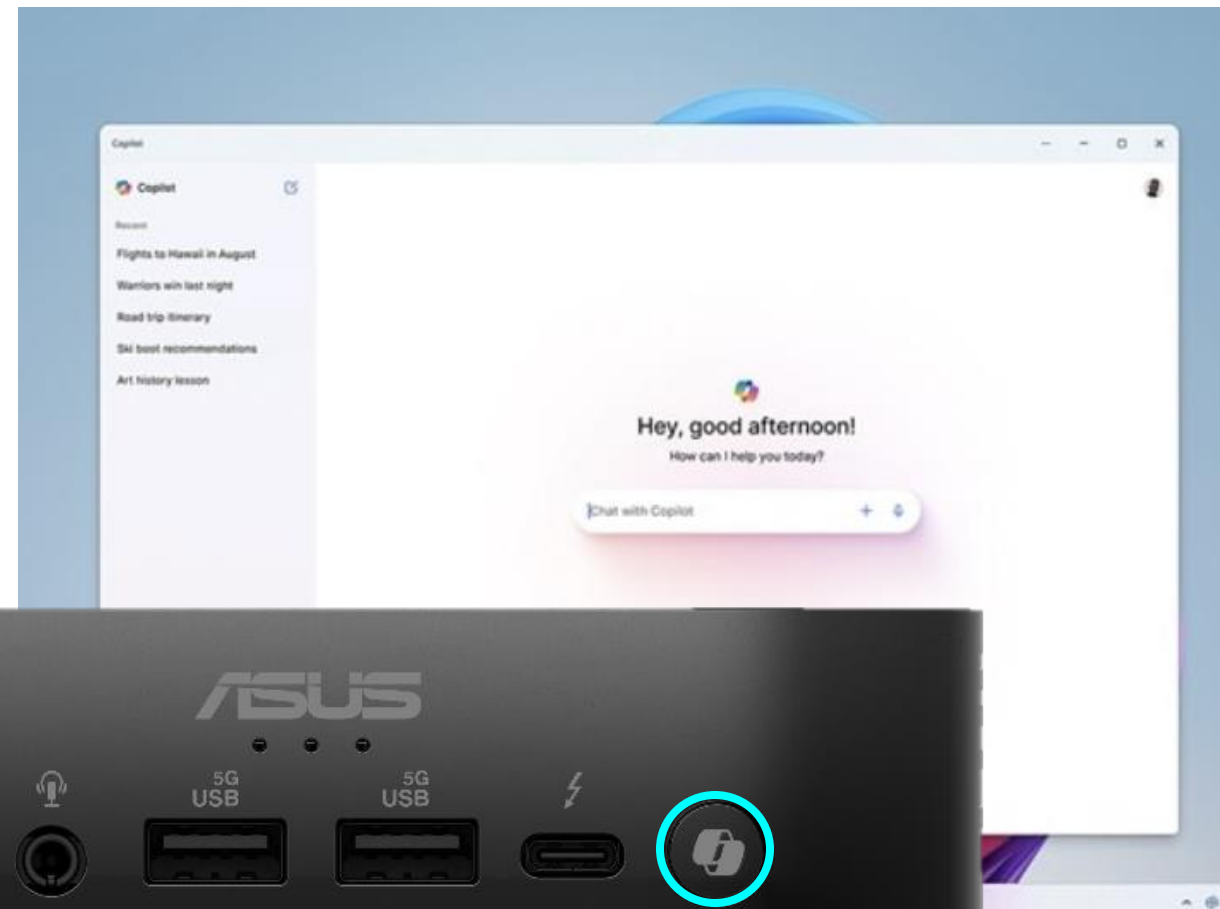 Copilot
Copilot
Recent
Flights to Hawaii in August
Warriors win last night
Road trip itinerary
Ski boot recommendations
Art history lesson
Hey, good afternoon!
How can I help you today?
Chat with Copilot
ASUS
5G
USB
5G
USB